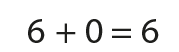 6 + 0 = 6